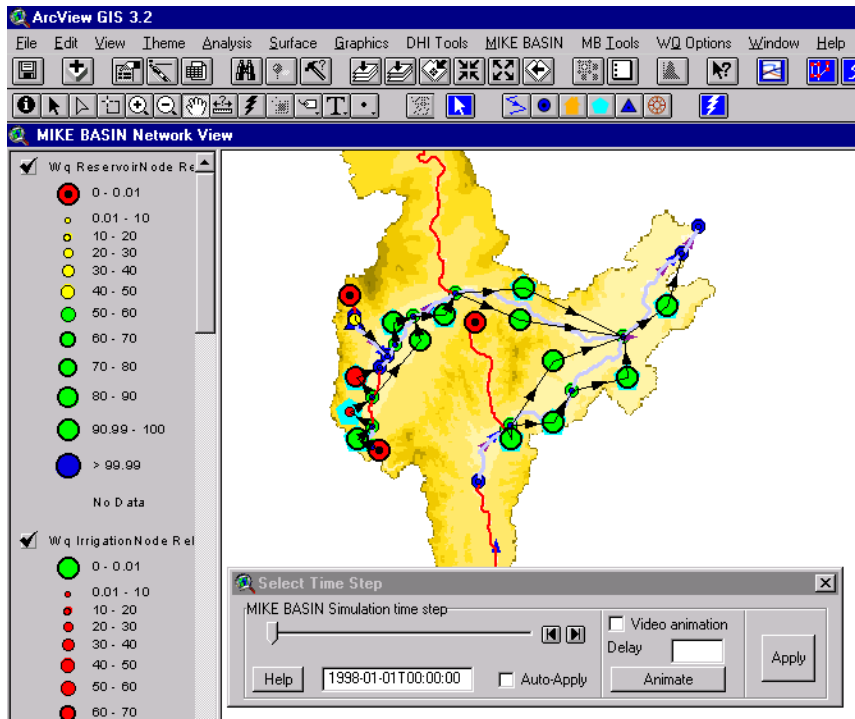 ArcView GIS 3.2
File Edit View Theme Analysis Surface Graphics DHI Tools MIKE BASIN MB Tools WQ Options Window Help
MIKE BASIN Network View
Wq ReservoirNode Re
0 - 0.01
0.01 - 10
10 - 20
20 - 30
30 - 40
40 - 50
50 - 60
60 - 70
70 - 80
80 - 90
90.99 - 100
> 99.99
No Data
Wq IrrigationNode Rel
0 - 0.01
0.01 - 10
10 - 20
20 - 30
30 - 40
40 - 50
50 - 60
60 - 70
Select Time Step
MIKE BASIN Simulation time step
Video animation
Delay
Apply
Help 1998-01-01T00:00:00 Auto-Apply Animate